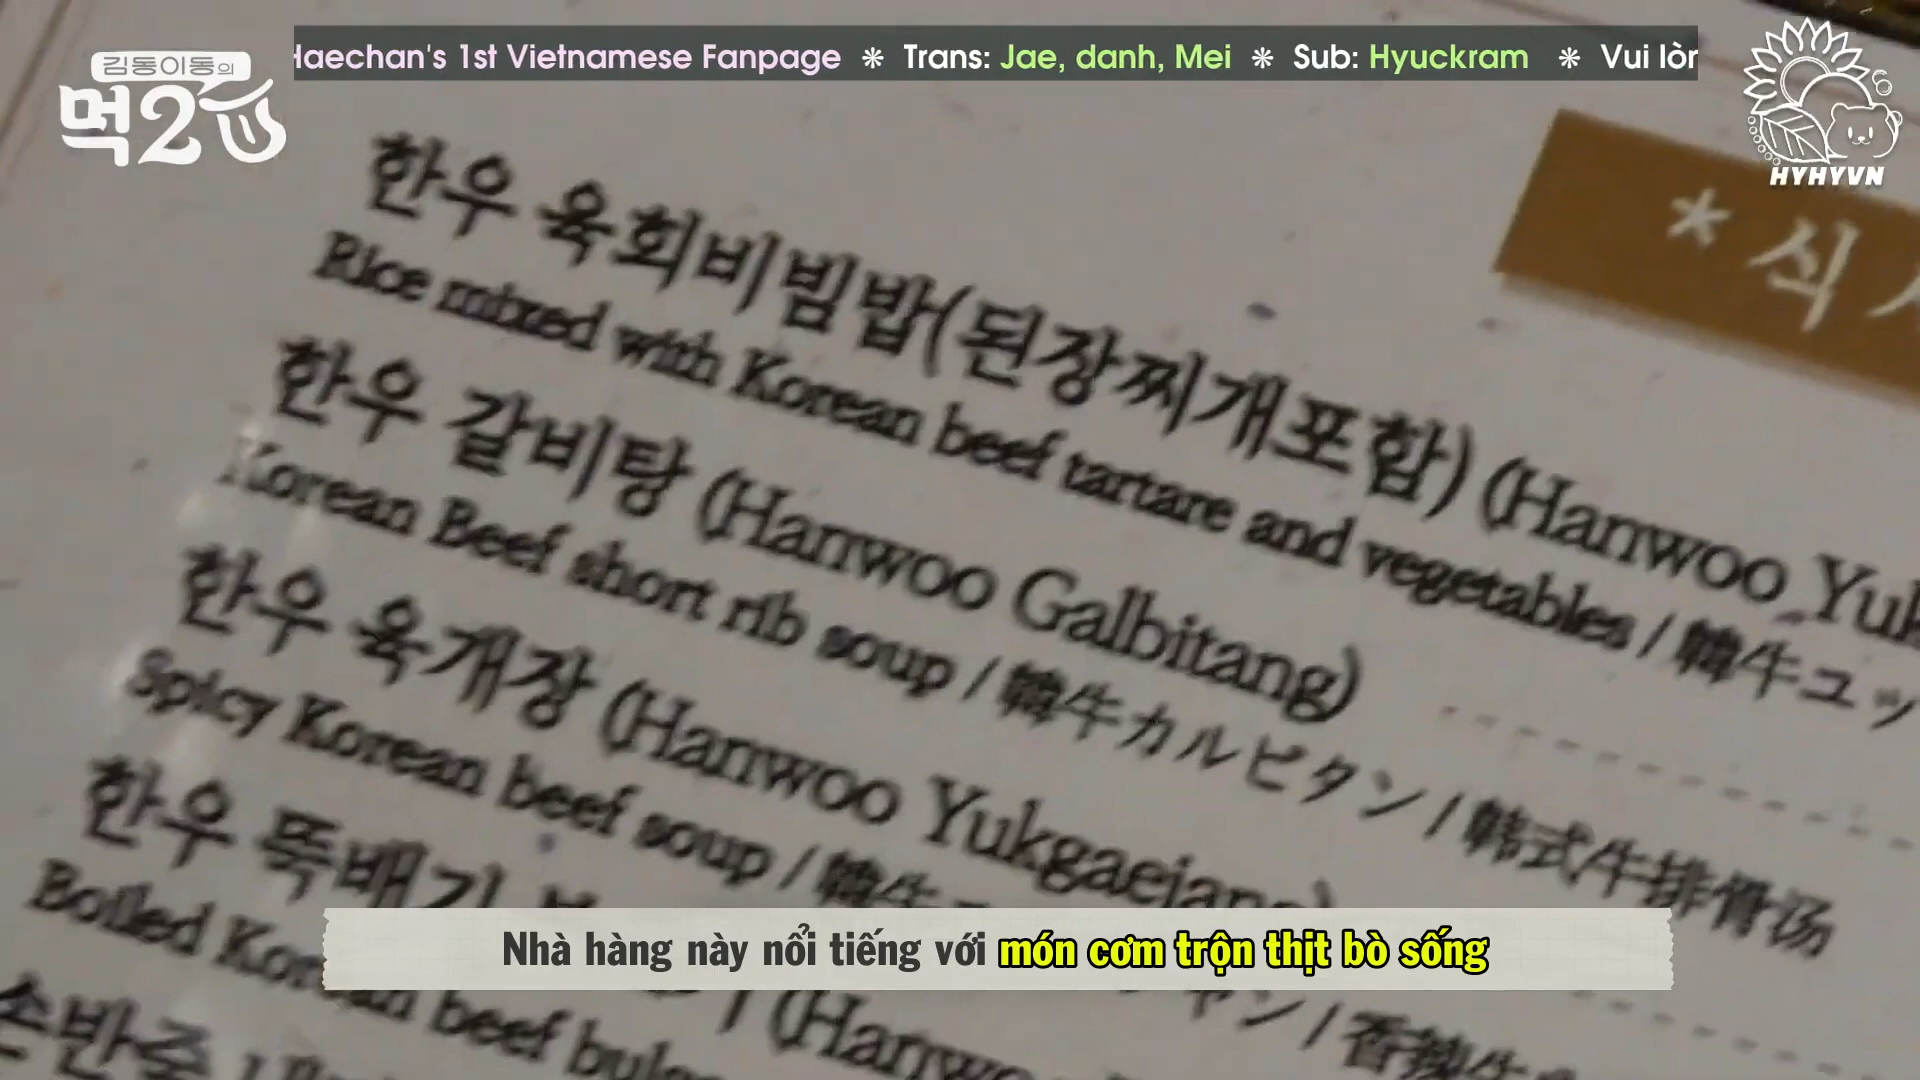 Haechan's 1st Vietnamese Fanpage ❋ Trans: Jae, danh, Mei ❋ Sub: Hyuckram ❋ Vui lòn
김동이동의
먹2
HYHYVN
* 식
한우 육회비빔밥(된장찌개포함) (Hanwoo Yuk
Rice mixed with Korean beef tartare and vegetables / 韓牛ユッ
한우 갈비탕 (Hanwoo Galbitang)
Korean Beef short rib soup / 韓牛カルビタン / 韩式牛排骨汤
한우 육개장 (Hanwoo Yukgaejang)
Spicy Korean beef soup / 韓牛
한우 뚝배기 (Hanwoo
Boiled Korean beef
Nhà hàng này nổi tiếng với món cơm trộn thịt bò sống